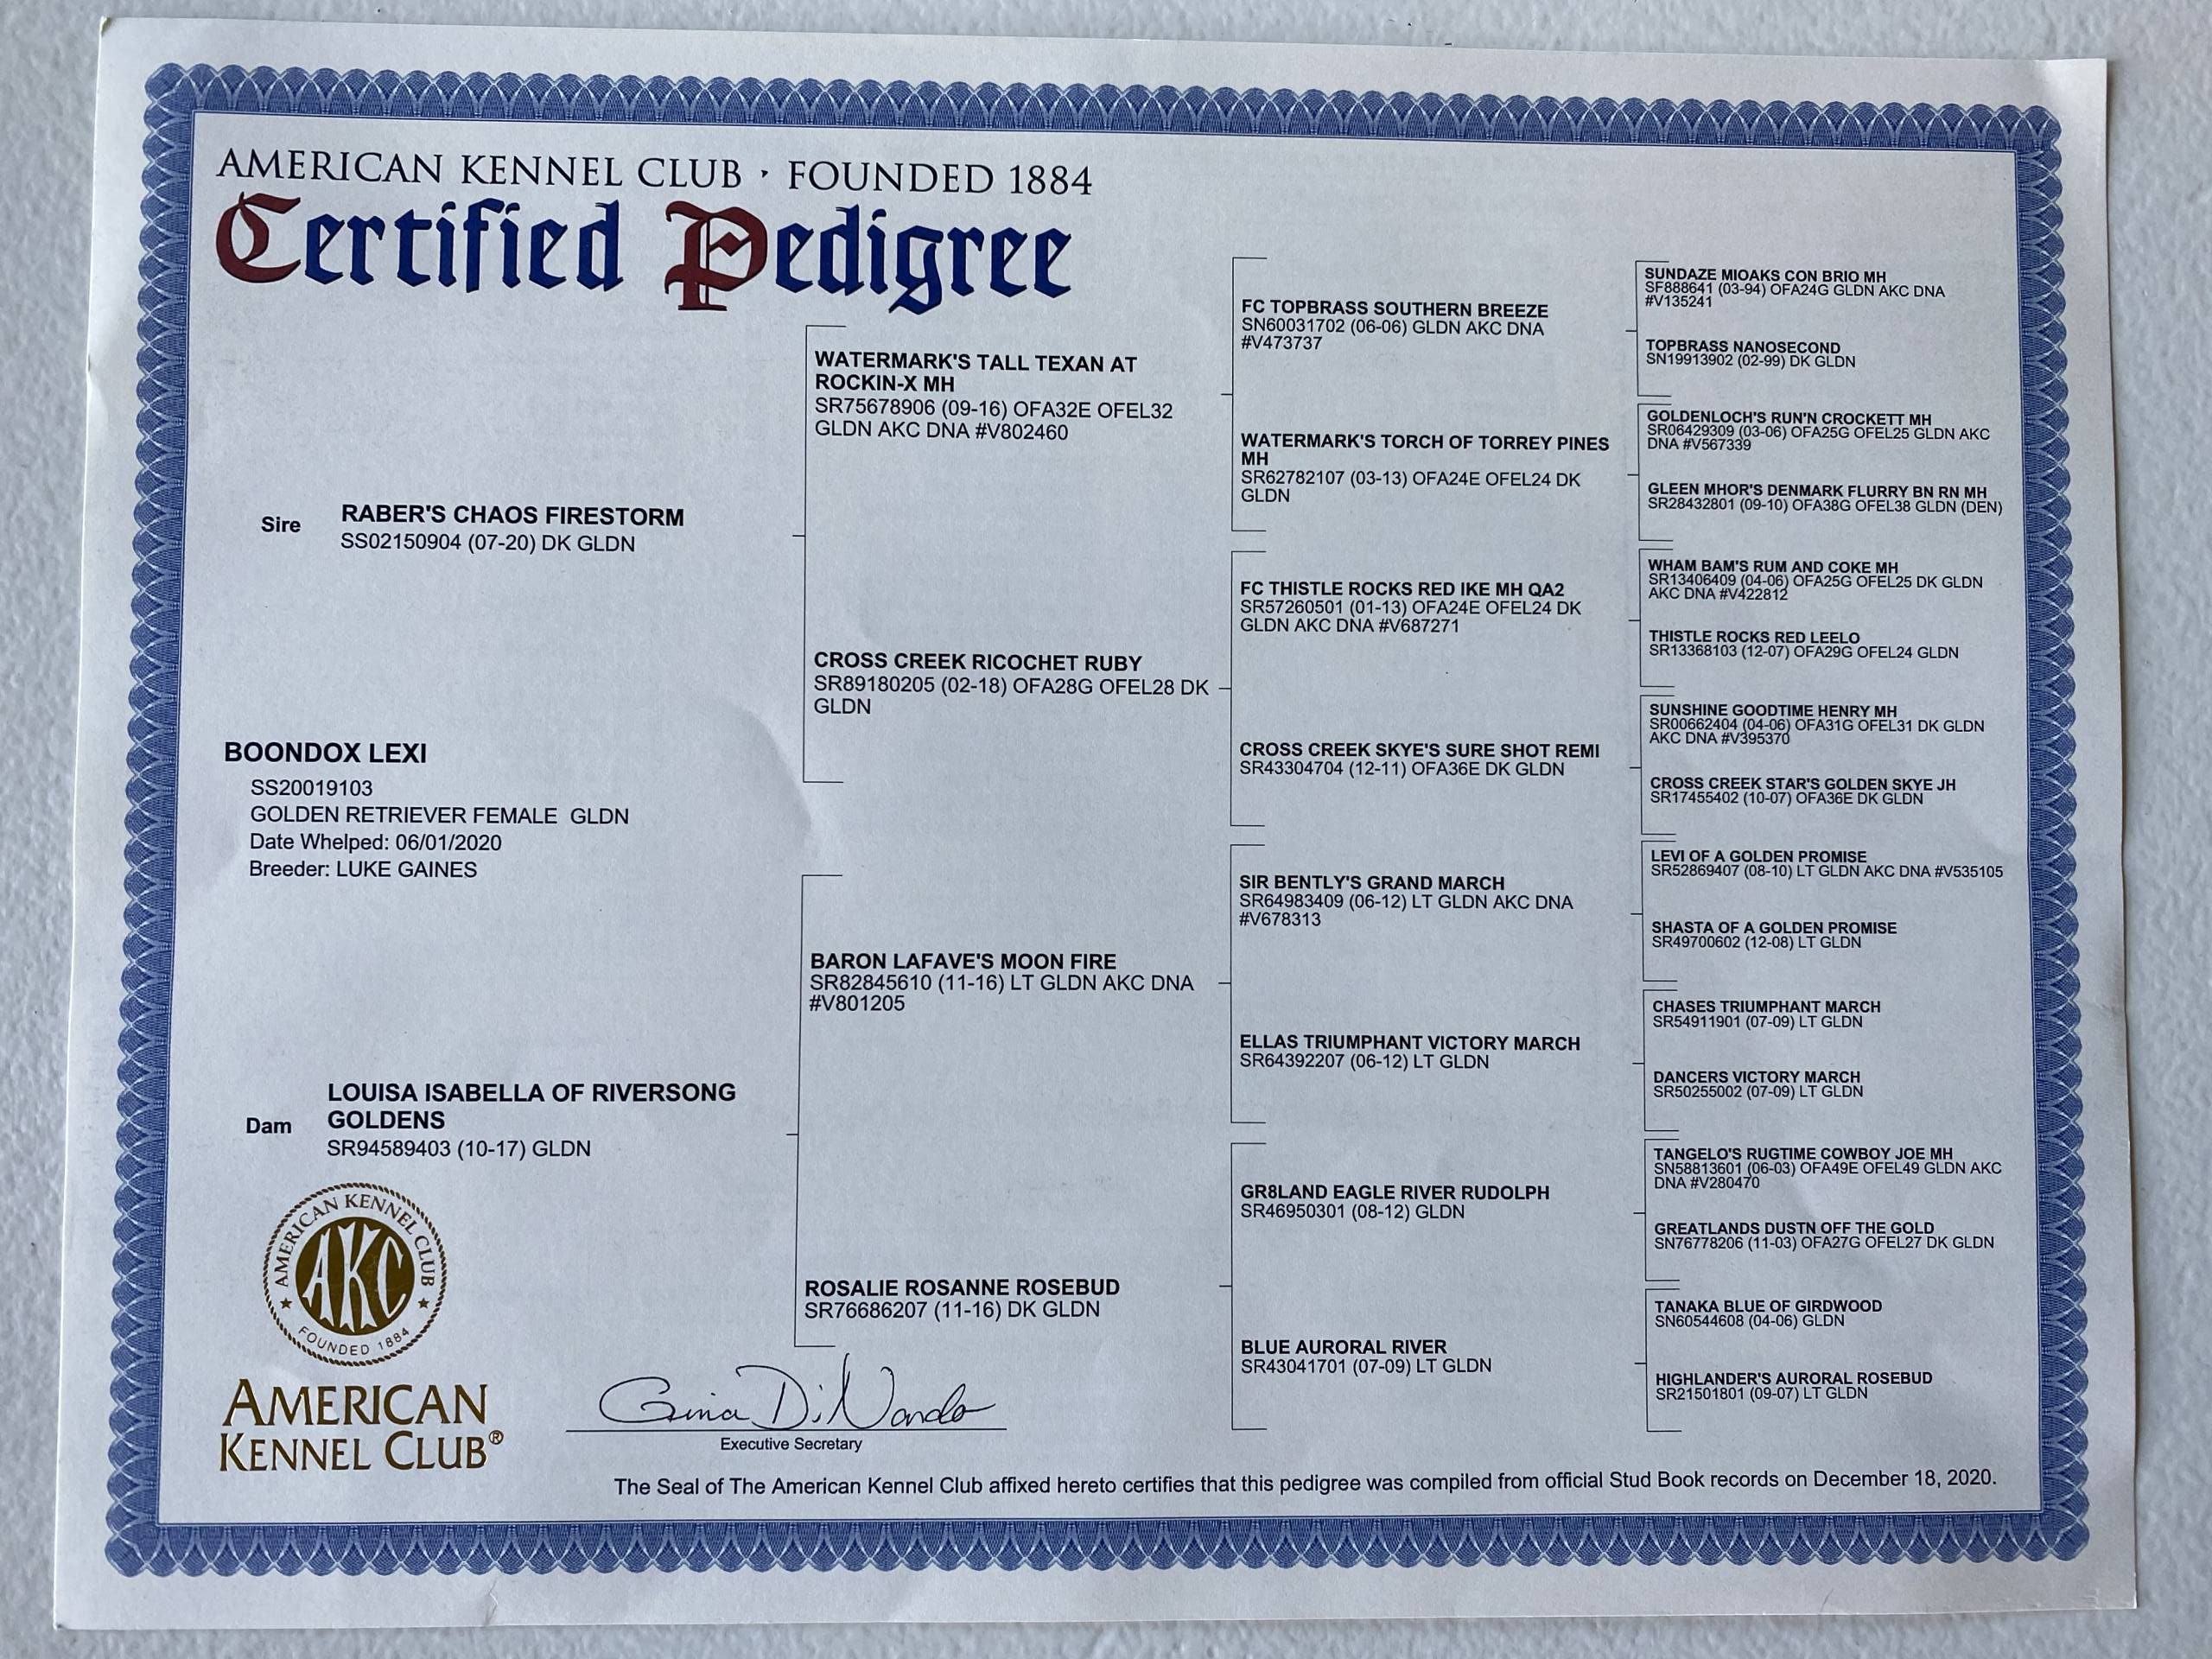 AMERICAN KENNEL CLUB · FOUNDED 1884
Certified Pedigree
Sire
RABER'S CHAOS FIRESTORM
SS02150904 (07-20) DK GLDN
BOONDOX LEXI
SS20019103
GOLDEN RETRIEVER FEMALE GLDN
Date Whelped: 06/01/2020
Breeder: LUKE GAINES
Dam
LOUISA ISABELLA OF RIVERSONG
GOLDENS
SR94589403 (10-17) GLDN
WATERMARK'S TALL TEXAN AT
ROCKIN-X MH
SR75678906 (09-16) OFA32E OFEL32
GLDN AKC DNA #V802460
CROSS CREEK RICOCHET RUBY
SR89180205 (02-18) OFA28G OFEL28 DK
GLDN
BARON LAFAVE'S MOON FIRE
SR82845610 (11-16) LT GLDN AKC DNA
#V801205
ROSALIE ROSANNE ROSEBUD
SR76686207 (11-16) DK GLDN
FC TOPBRASS SOUTHERN BREEZE
SN60031702 (06-06) GLDN AKC DNA
#V473737
WATERMARK'S TORCH OF TORREY PINES
MH
SR62782107 (03-13) OFA24E OFEL24 DK
GLDN
FC THISTLE ROCKS RED IKE MH QA2
SR57260501 (01-13) OFA24E OFEL24 DK
GLDN AKC DNA #V687271
CROSS CREEK SKYE'S SURE SHOT REMI
SR43304704 (12-11) OFA36E DK GLDN
SIR BENTLY'S GRAND MARCH
SR64983409 (06-12) LT GLDN AKC DNA
#V678313
ELLAS TRIUMPHANT VICTORY MARCH
SR64392207 (06-12) LT GLDN
GR8LAND EAGLE RIVER RUDOLPH
SR46950301 (08-12) GLDN
BLUE AURORAL RIVER
SR43041701 (07-09) LT GLDN
SUNDAZE MIOAKS CON BRIO MH
SF888641 (03-94) OFA24G GLDN AKC DNA
#V135241
TOPBRASS NANOSECOND
SN19913902 (02-99) DK GLDN
GOLDENLOCH'S RUN'N CROCKETT MH
SR06429309 (03-06) OFA25G OFEL25 GLDN AKC
DNA #V567339
GLEEN MHOR'S DENMARK FLURRY BN RN MH
SR28432801 (09-10) OFA38G OFEL38 GLDN (DEN)
WHAM BAM'S RUM AND COKE MH
SR13406409 (04-06) OFA25G OFEL25 DK GLDN
AKC DNA #V422812
THISTLE ROCKS RED LEELO
SR13368103 (12-07) OFA29G OFEL24 GLDN
SUNSHINE GOODTIME HENRY MH
SR00662404 (04-06) OFA31G OFEL31 DK GLDN
AKC DNA #V395370
CROSS CREEK STAR'S GOLDEN SKYE JH
SR17455402 (10-07) OFA36E DK GLDN
LEVI OF A GOLDEN PROMISE
SR52869407 (08-10) LT GLDN AKC DNA #V535105
SHASTA OF A GOLDEN PROMISE
SR49700602 (12-08) LT GLDN
CHASES TRIUMPHANT MARCH
SR54911901 (07-09) LT GLDN
DANCERS VICTORY MARCH
SR50255002 (07-09) LT GLDN
TANGELO'S RUGTIME COWBOY JOE MH
SN58813601 (06-03) OFA49E OFEL49 GLDN AKC
DNA #V280470
GREATLANDS DUSTN OFF THE GOLD
SN76778206 (11-03) OFA27G OFEL27 DK GLDN
TANAKA BLUE OF GIRDWOOD
SN60544608 (04-06) GLDN
HIGHLANDER'S AURORAL ROSEBUD
SR21501801 (09-07) LT GLDN
AMERICAN KENNEL CLUB
AKC
FOUNDED 1884
AMERICAN
KENNEL CLUB®
Gina DiNardo
Executive Secretary
The Seal of The American Kennel Club affixed hereto certifies that this pedigree was compiled from official Stud Book records on December 18, 2020.